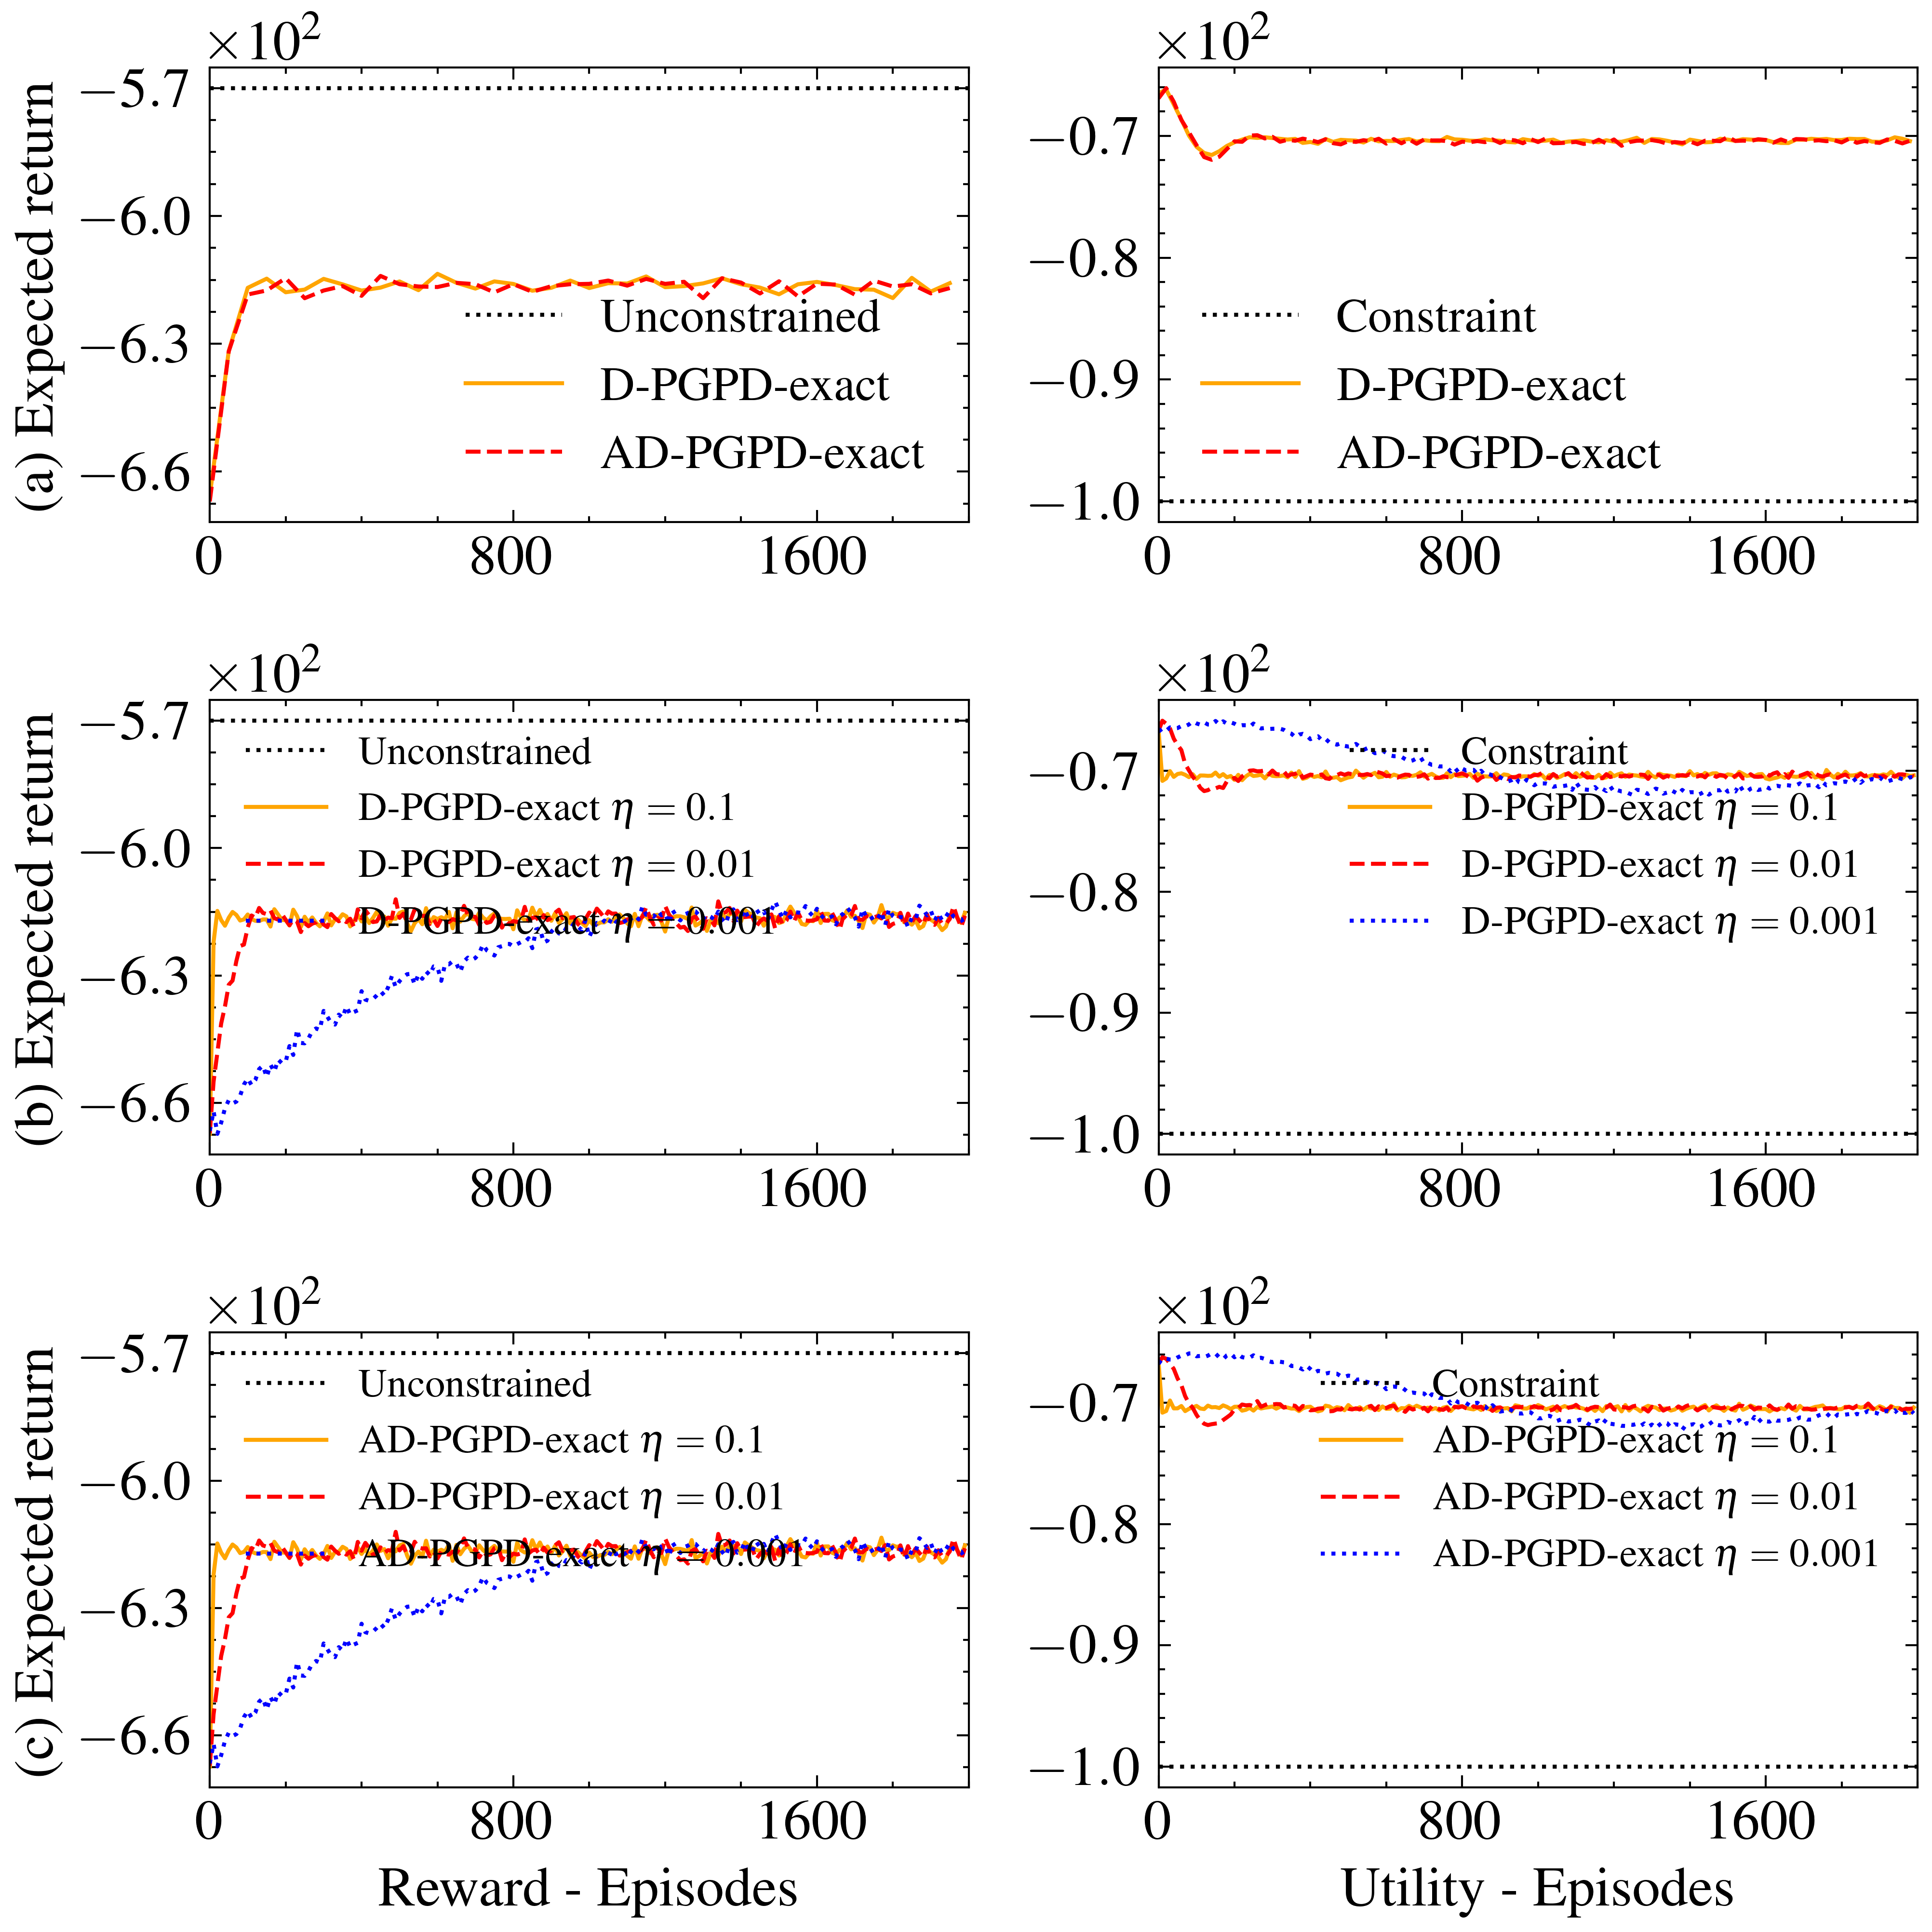 ×10²
(a) Expected return
−5.7
−6.0
−6.3
−6.6
Unconstrained
D-PGPD-exact
AD-PGPD-exact
0 800 1600
×10²
−0.7
−0.8
−0.9
−1.0
Constraint
D-PGPD-exact
AD-PGPD-exact
0 800 1600
×10²
(b) Expected return
−5.7
−6.0
−6.3
−6.6
Unconstrained
D-PGPD-exact η = 0.1
D-PGPD-exact η = 0.01
D-PGPD-exact η = 0.001
0 800 1600
×10²
−0.7
−0.8
−0.9
−1.0
Constraint
D-PGPD-exact η = 0.1
D-PGPD-exact η = 0.01
D-PGPD-exact η = 0.001
0 800 1600
×10²
(c) Expected return
−5.7
−6.0
−6.3
−6.6
Unconstrained
AD-PGPD-exact η = 0.1
AD-PGPD-exact η = 0.01
AD-PGPD-exact η = 0.001
0 800 1600
Reward - Episodes
×10²
−0.7
−0.8
−0.9
−1.0
Constraint
AD-PGPD-exact η = 0.1
AD-PGPD-exact η = 0.01
AD-PGPD-exact η = 0.001
0 800 1600
Utility - Episodes